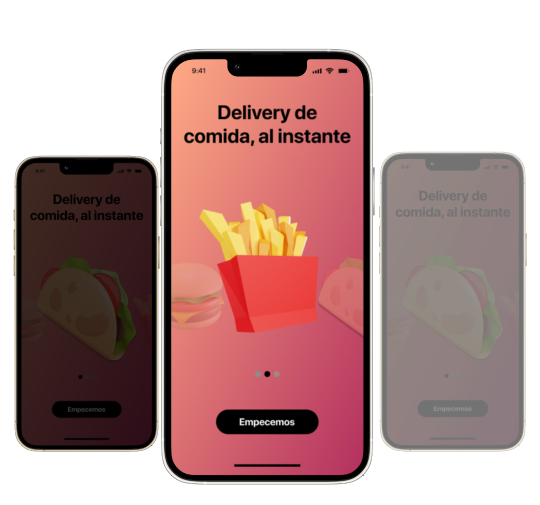 9:41
Delivery de
comida, al instante
Empecemos
Delivery de
comida, al instante
Empecemos
Delivery de
comida, al instante
Empecemos